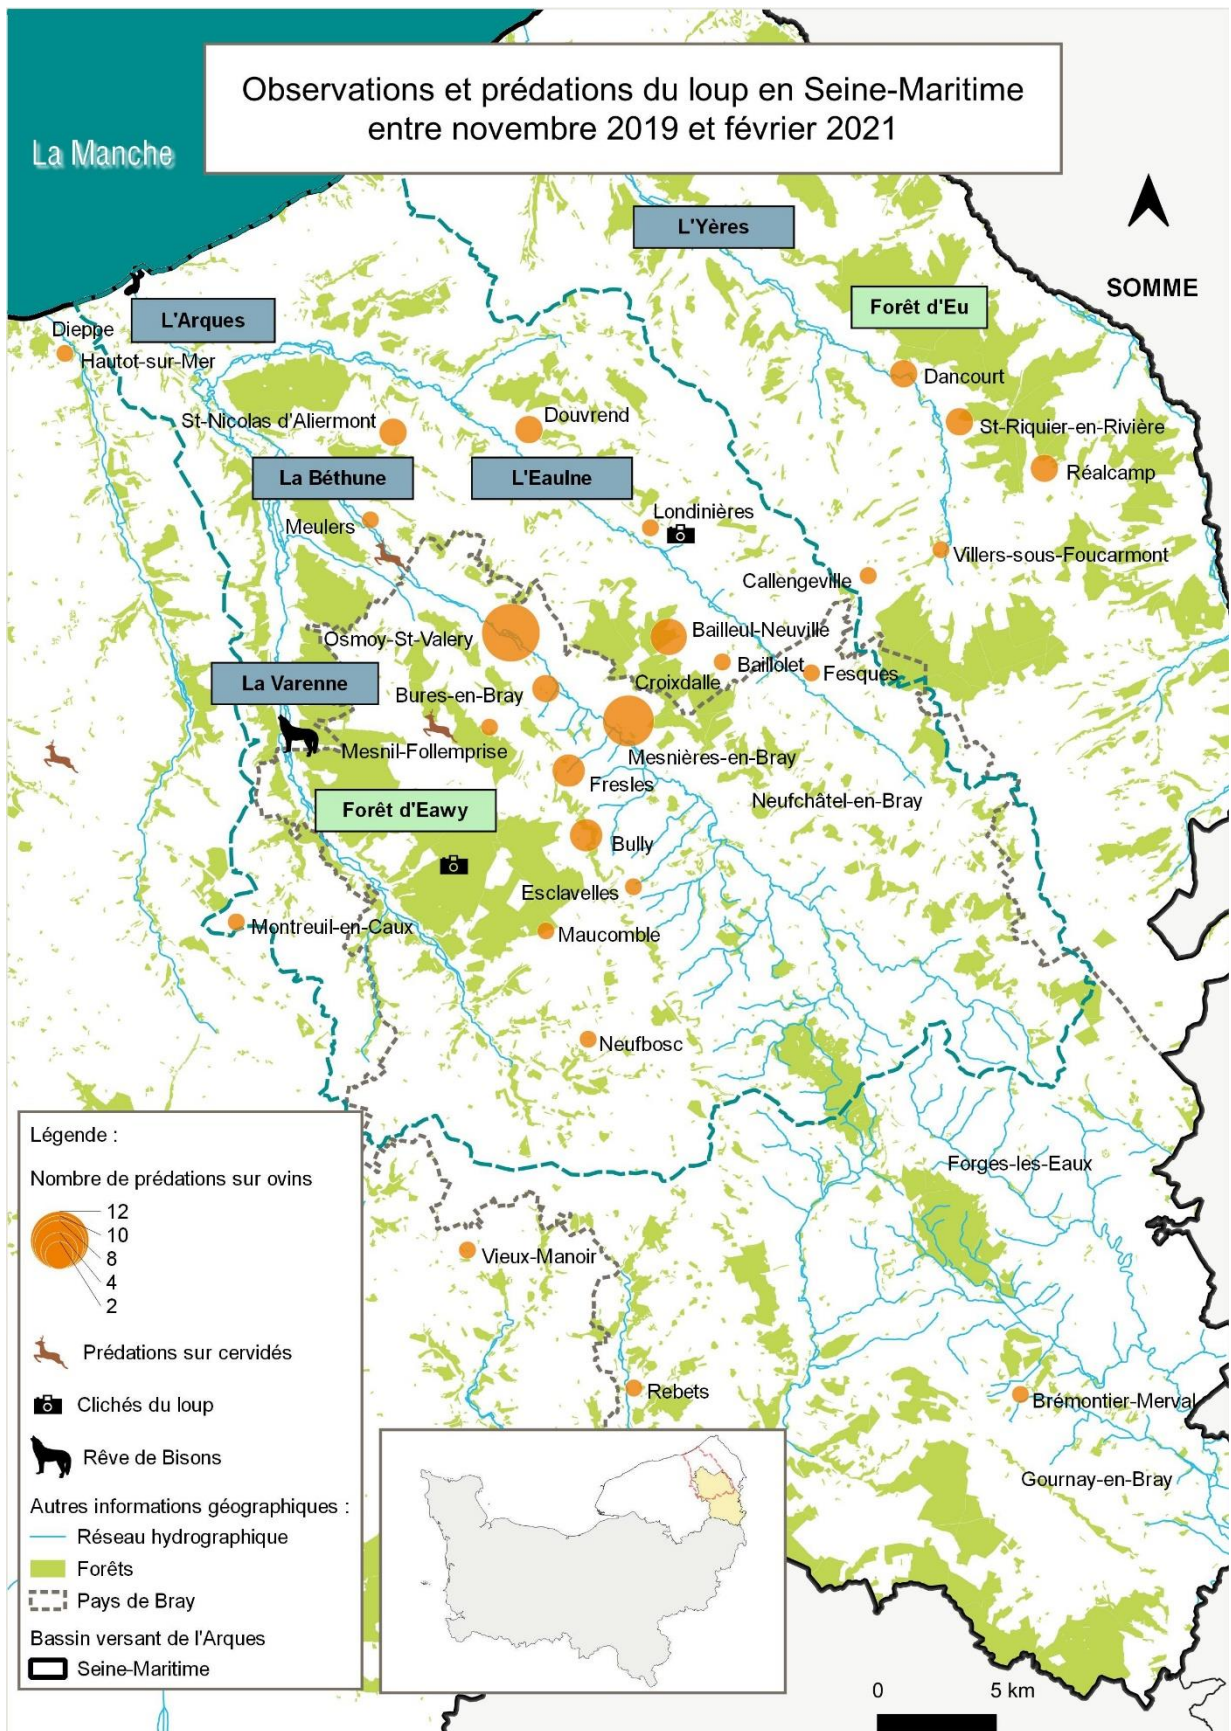 Observations et prédations du loup en Seine-Maritime
entre novembre 2019 et février 2021
La Manche
L'Yères
SOMME
Forêt d'Eu
L'Arques
Dieppe
Hautot-sur-Mer
Dancourt
St-Nicolas d'Aliermont
Douvrend
St-Riquier-en-Rivière
La Béthune
L'Eaulne
Réalcamp
Londinières
Meulers
Villers-sous-Foucarmont
Callengeville
Osmoy-St-Valery
Bailleul-Neuville
Baillolet
Fesques
La Varenne
Croixdalle
Bures-en-Bray
Mesnil-Follemprise
Mesnières-en-Bray
Fresles
Neufchâtel-en-Bray
Forêt d'Eawy
Bully
Esclavelles
Montreuil-en-Caux
Maucomble
Neufbosc
Forges-les-Eaux
Vieux-Manoir
Rebets
Brémontier-Merval
Gournay-en-Bray
Légende :
Nombre de prédations sur ovins
12
10
8
4
2
Prédations sur cervidés
Clichés du loup
Rêve de Bisons
Autres informations géographiques :
Réseau hydrographique
Forêts
Pays de Bray
Bassin versant de l'Arques
Seine-Maritime
0 5 km